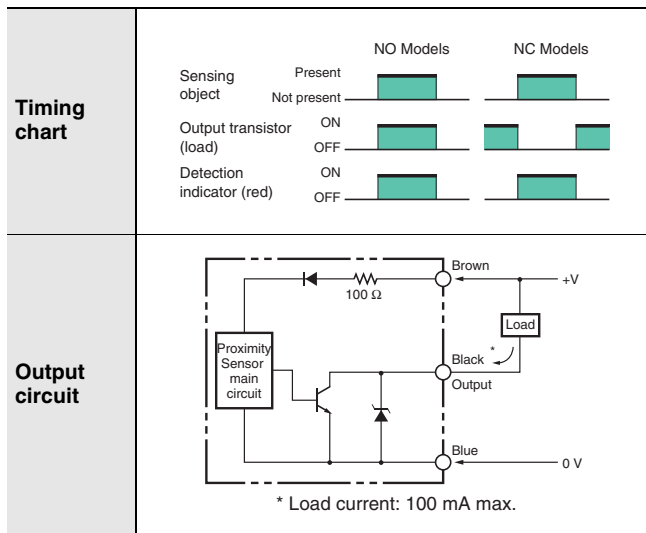 Timing
chart
NO Models
NC Models
Sensing
object
Present
Not present
Output transistor
(load)
ON
OFF
Detection
indicator (red)
ON
OFF
Output
circuit
Brown
+V
100 Ω
Load
*
Proximity
Sensor
main
circuit
Black
Output
Blue
0 V
* Load current: 100 mA max.